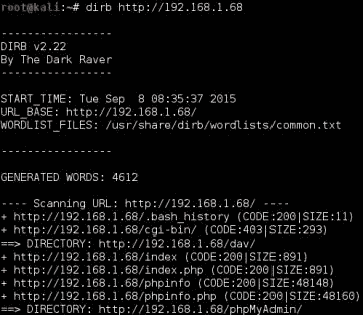 root@kali:~# dirb http://192.168.1.68
-----------------
DIRB v2.22
By The Dark Raver
-----------------
START_TIME: Tue Sep  8 08:35:37 2015
URL_BASE: http://192.168.1.68/
WORDLIST_FILES: /usr/share/dirb/wordlists/common.txt
-----------------
GENERATED WORDS: 4612
---- Scanning URL: http://192.168.1.68/ ----
+ http://192.168.1.68/.bash_history (CODE:200|SIZE:11)
+ http://192.168.1.68/cgi-bin/ (CODE:403|SIZE:293)
==> DIRECTORY: http://192.168.1.68/dav/
+ http://192.168.1.68/index (CODE:200|SIZE:891)
+ http://192.168.1.68/index.php (CODE:200|SIZE:891)
+ http://192.168.1.68/phpinfo (CODE:200|SIZE:48148)
+ http://192.168.1.68/phpinfo.php (CODE:200|SIZE:48160)
==> DIRECTORY: http://192.168.1.68/phpMyAdmin/